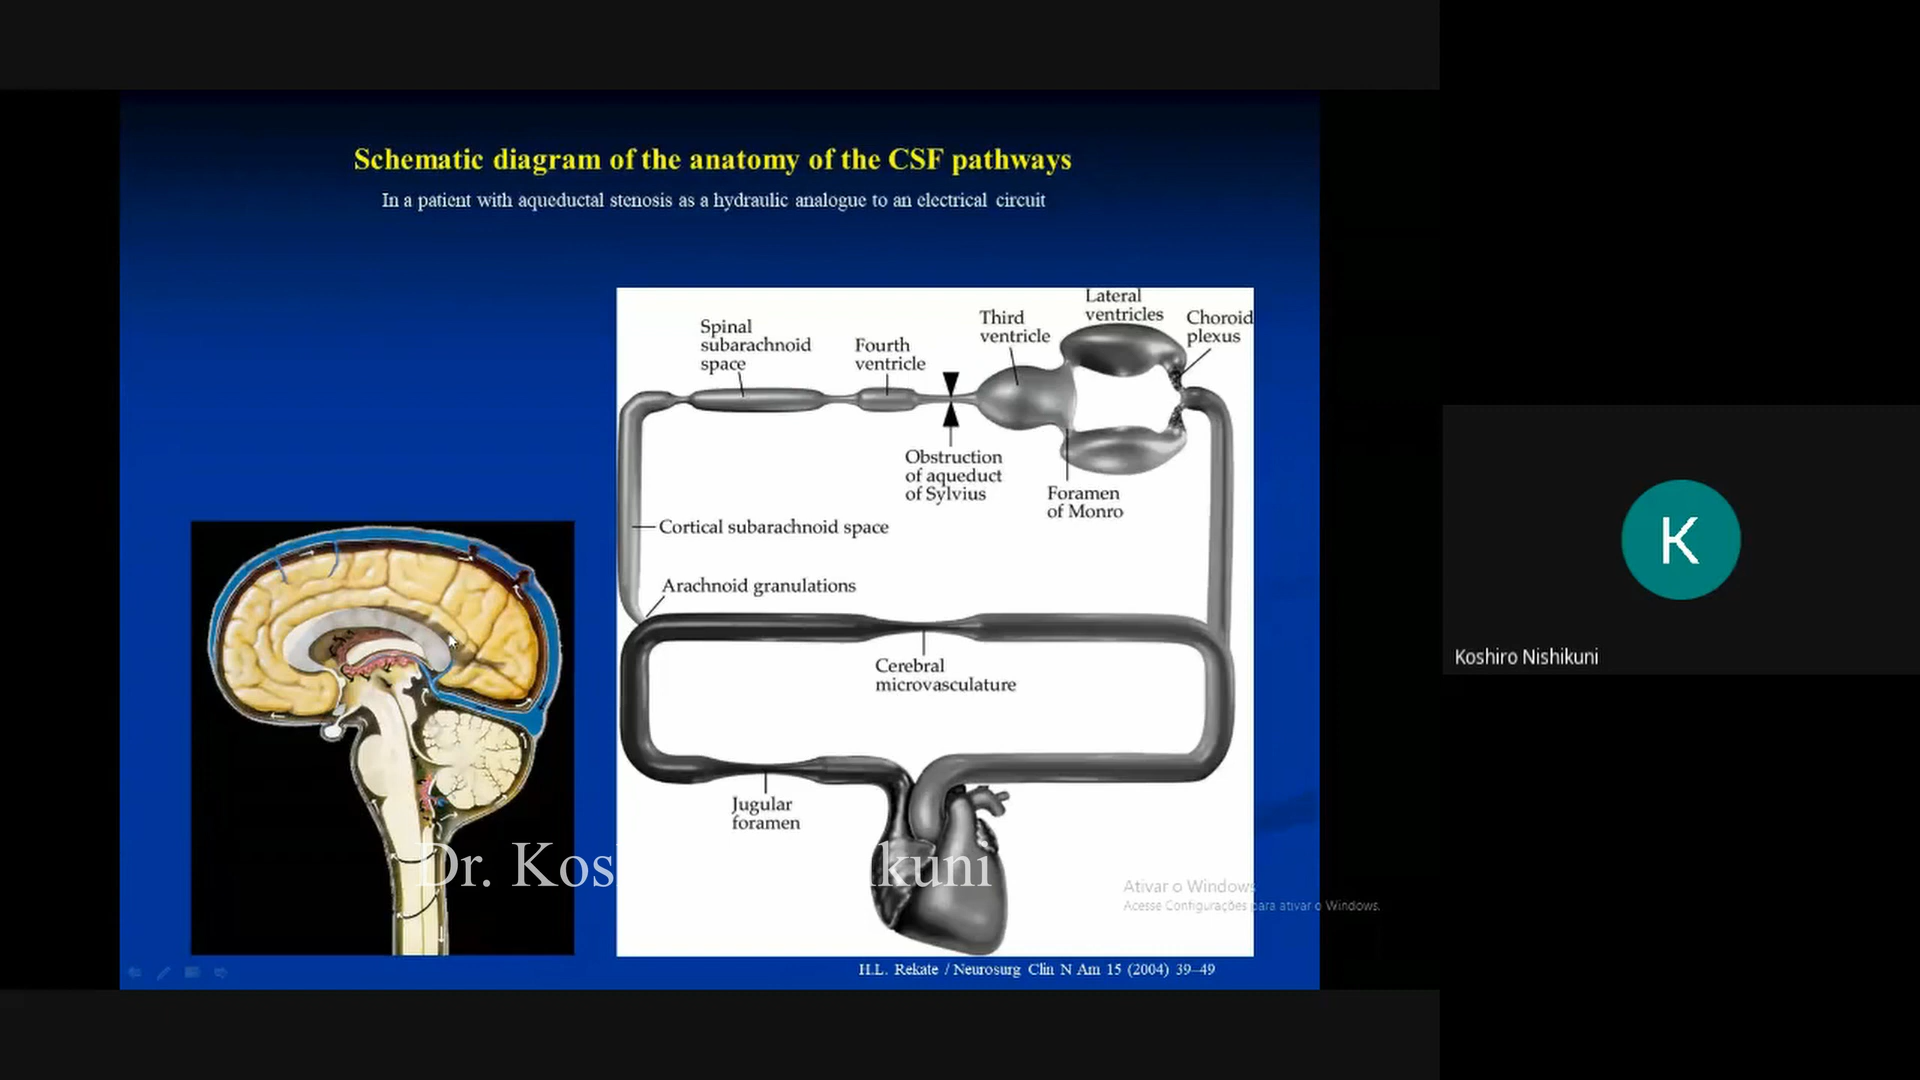 Schematic diagram of the anatomy of the CSF pathways
In a patient with aqueductal stenosis as a hydraulic analogue to an electrical circuit
Lateral
ventricles
Third
ventricle
Choroid
plexus
Spinal
subarachnoid
space
Fourth
ventricle
Obstruction
of aqueduct
of Sylvius
Foramen
of Monro
Cortical subarachnoid space
Arachnoid granulations
Cerebral
microvasculature
Jugular
foramen
Dr. Kos ikuni
Ativar o Windows
Acesse Configurações para ativar o Windows.
H.L. Rekate / Neurosurg Clin N Am 15 (2004) 39–49
K
Koshiro Nishikuni